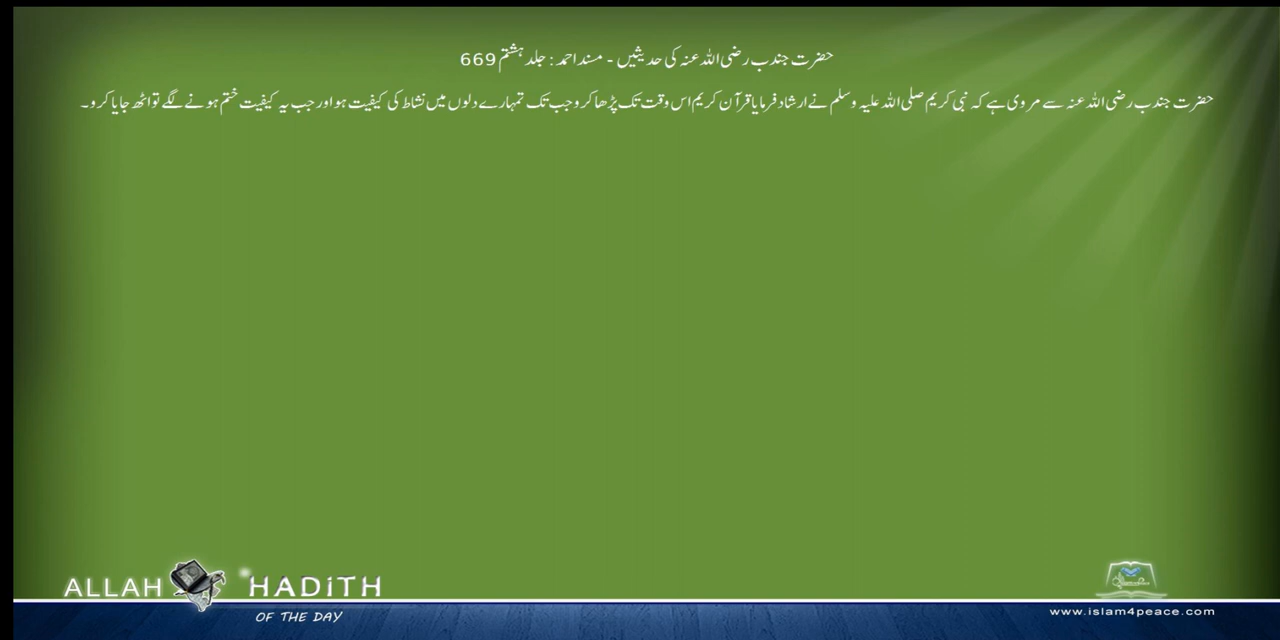 حضرت جندب رضی اللہ عنہ کی حدیثیں - مسند احمد : جلد ہشتم 669
حضرت جندب رضی اللہ عنہ سے مروی ہے کہ نبی کریم صلی اللہ علیہ وسلم نے ارشاد فرمایا قرآن کریم اس وقت تک پڑھا کرو جب تک تمہارے دلوں میں نشاط کی کیفیت ہو اور جب یہ کیفیت ختم ہونے لگے تو اٹھ جایا کرو۔
ALLAH HADiTH
OF THE DAY
www.islam4peace.com